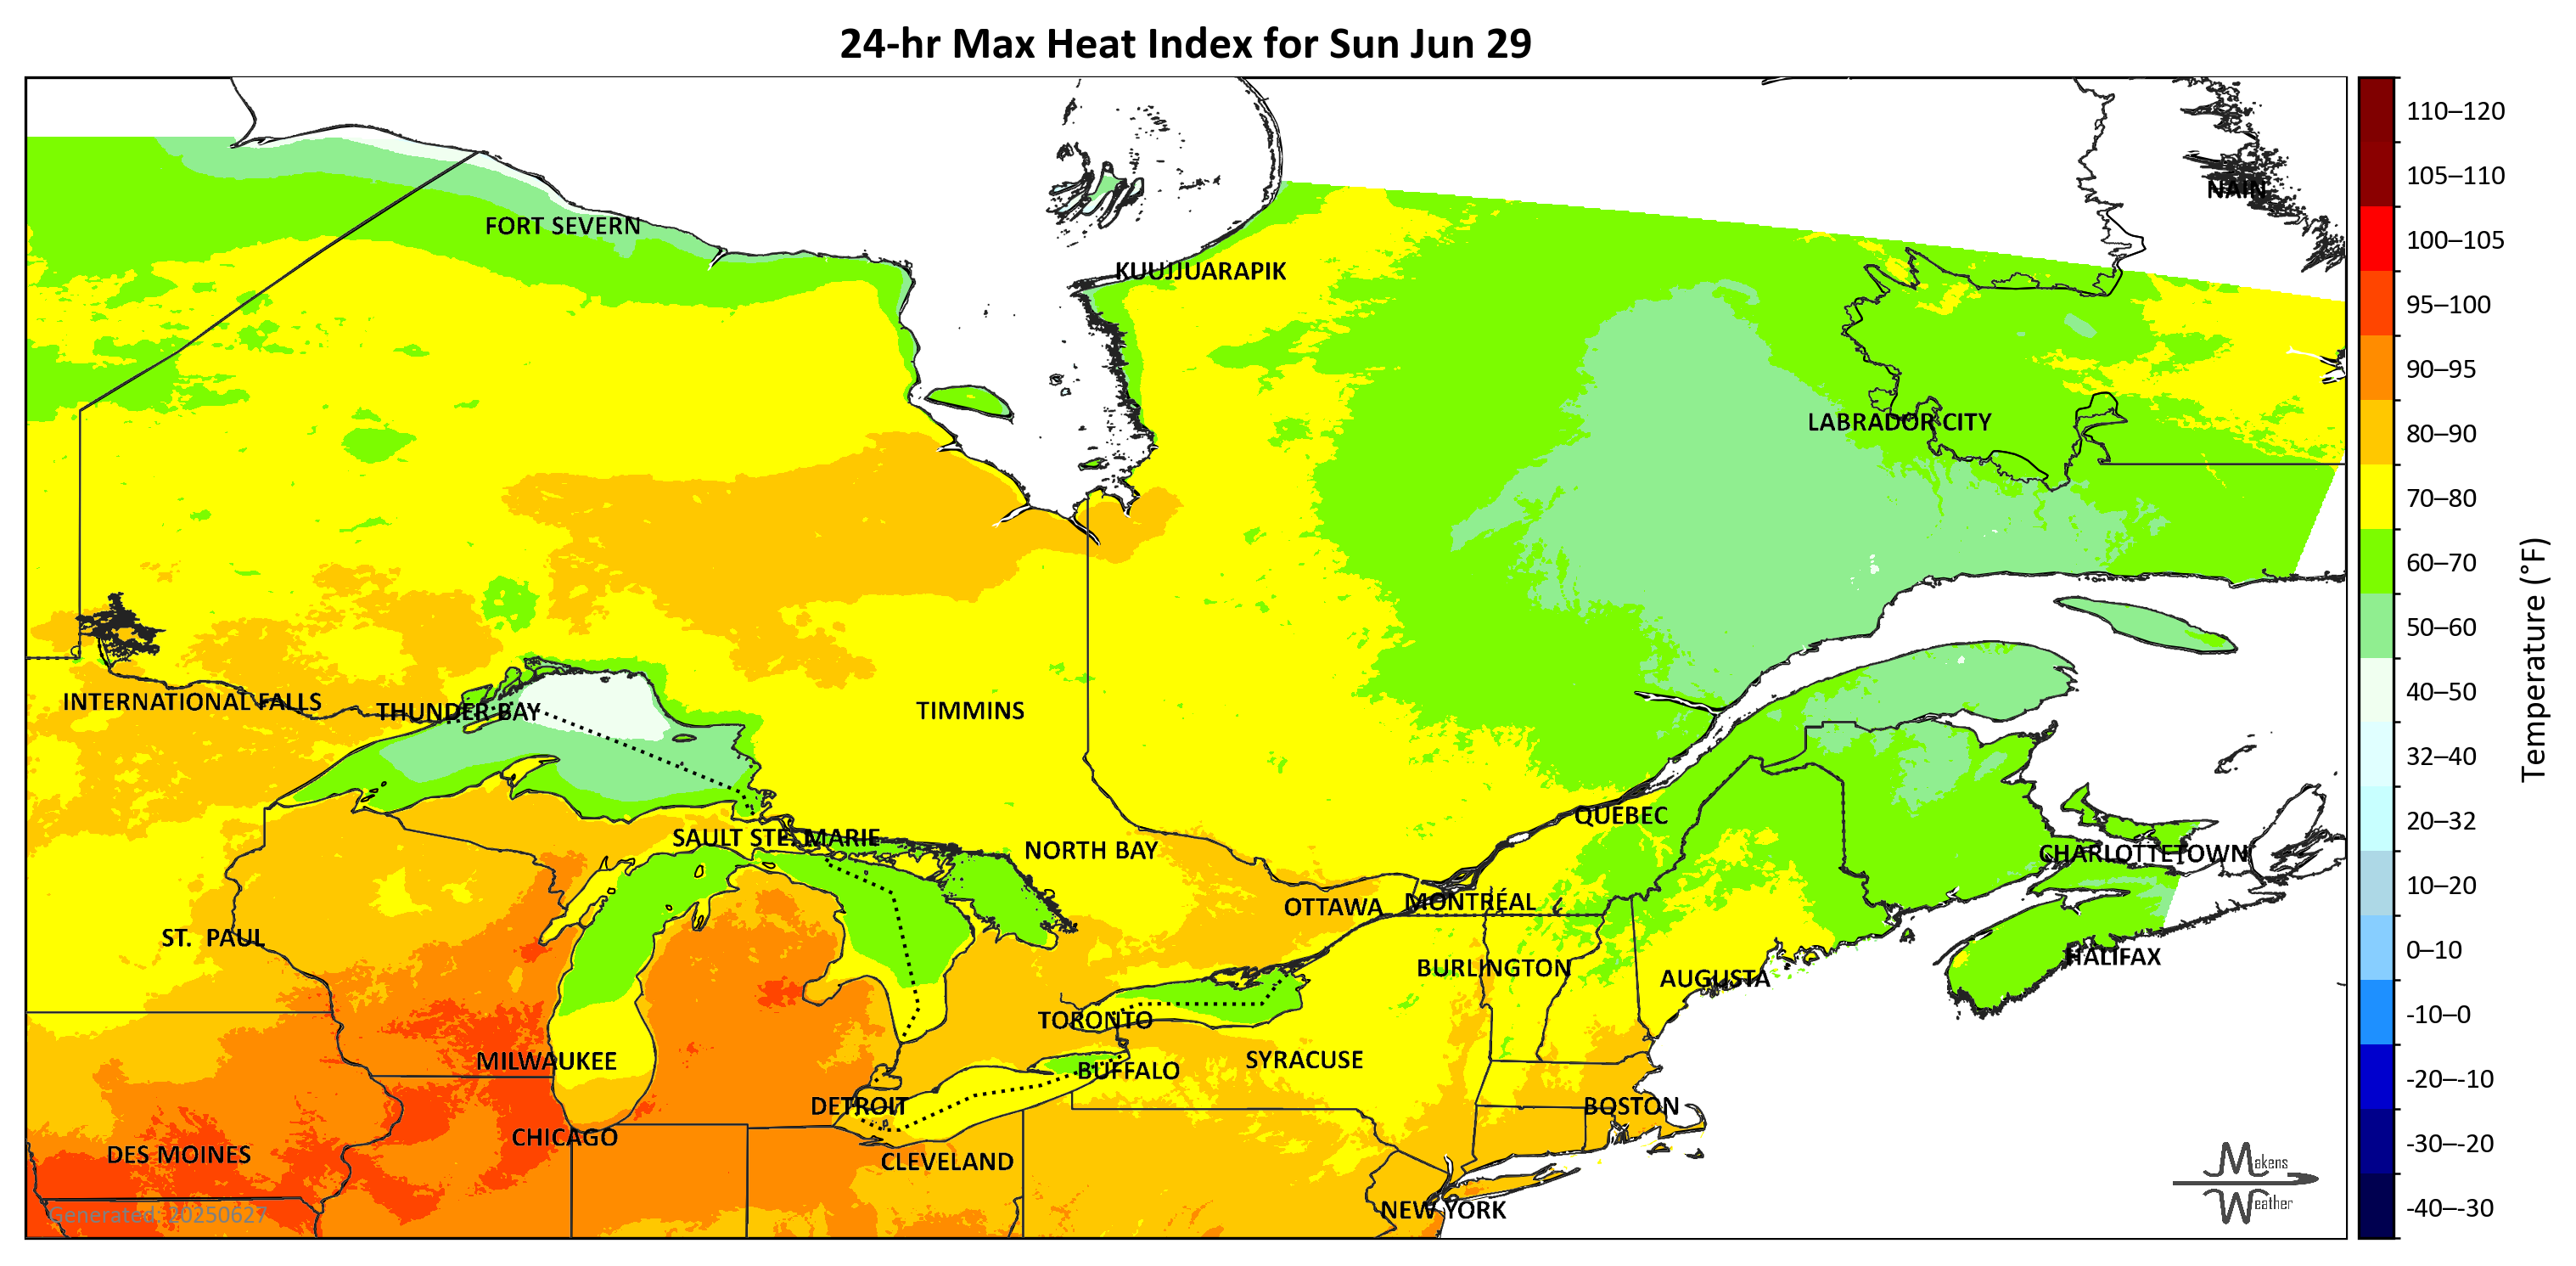 24-hr Max Heat Index for Sun Jun 29
NAIN
FORT SEVERN
KUUJJUARAPIK
LABRADOR CITY
INTERNATIONAL FALLS
THUNDER BAY
TIMMINS
QUÉBEC
SAULT STE. MARIE
NORTH BAY
CHARLOTTETOWN
OTTAWA
MONTRÉAL
ST. PAUL
HALIFAX
BURLINGTON
AUGUSTA
TORONTO
MILWAUKEE
SYRACUSE
BUFFALO
DETROIT
BOSTON
CHICAGO
DES MOINES
CLEVELAND
NEW YORK
Generated: 20250627
Makens
Weather
110–120
105–110
100–105
95–100
90–95
80–90
70–80
60–70
50–60
40–50
32–40
20–32
10–20
0–10
-10–0
-20–-10
-30–-20
-40–-30
Temperature (°F)